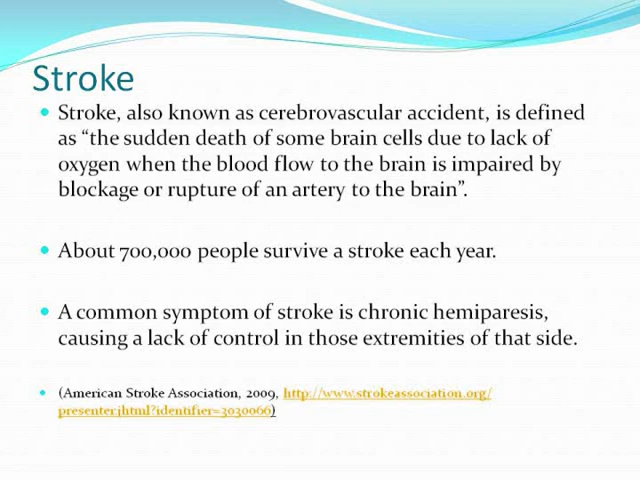 Stroke
Stroke, also known as cerebrovascular accident, is defined
as “the sudden death of some brain cells due to lack of
oxygen when the blood flow to the brain is impaired by
blockage or rupture of an artery to the brain”.
About 700,000 people survive a stroke each year.
A common symptom of stroke is chronic hemiparesis,
causing a lack of control in those extremities of that side.
(American Stroke Association, 2009, http://www.strokeassociation.org/
presenter.jhtml?identifier=3030066)